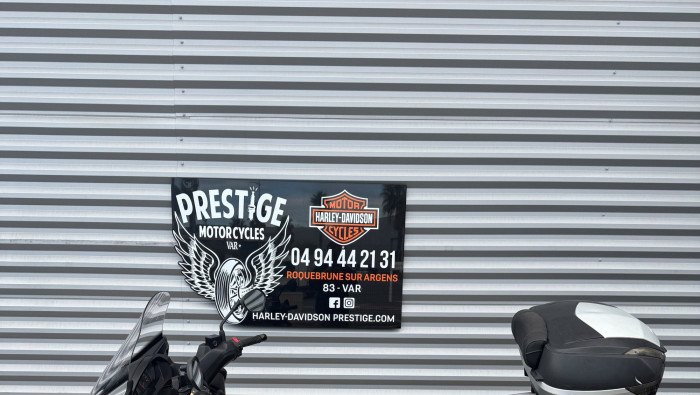 PRESTIGE
MOTORCYCLES
VAR
MOTOR
HARLEY-DAVIDSON
CYCLES
04 94 44 21 31
ROQUEBRUNE SUR ARGENS
83 - VAR
HARLEY-DAVIDSON PRESTIGE.COM